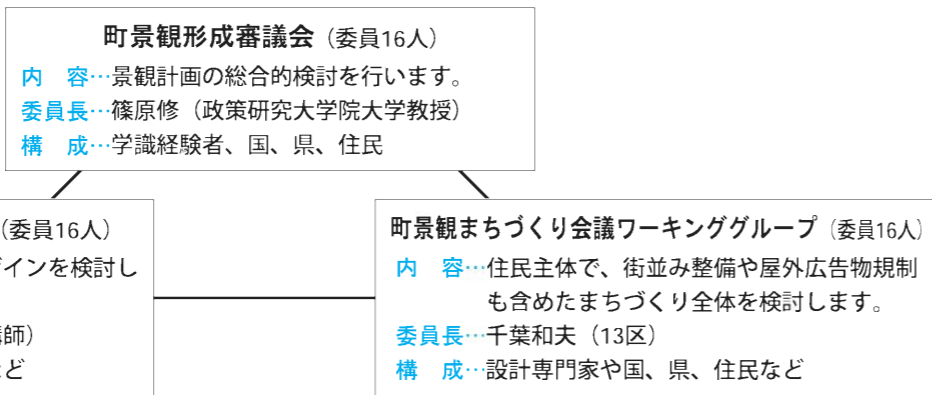 町景観形成審議会（委員16人）
内　容…景観計画の総合的検討を行います。
委員長…篠原修（政策研究大学院大学教授）
構　成…学識経験者、国、県、住民
（委員16人）
インを検討し
師）
ど
町景観まちづくり会議ワーキンググループ（委員16人）
内　容…住民主体で、街並み整備や屋外広告物規制
も含めたまちづくり全体を検討します。
委員長…千葉和夫（13区）
構　成…設計専門家や国、県、住民など